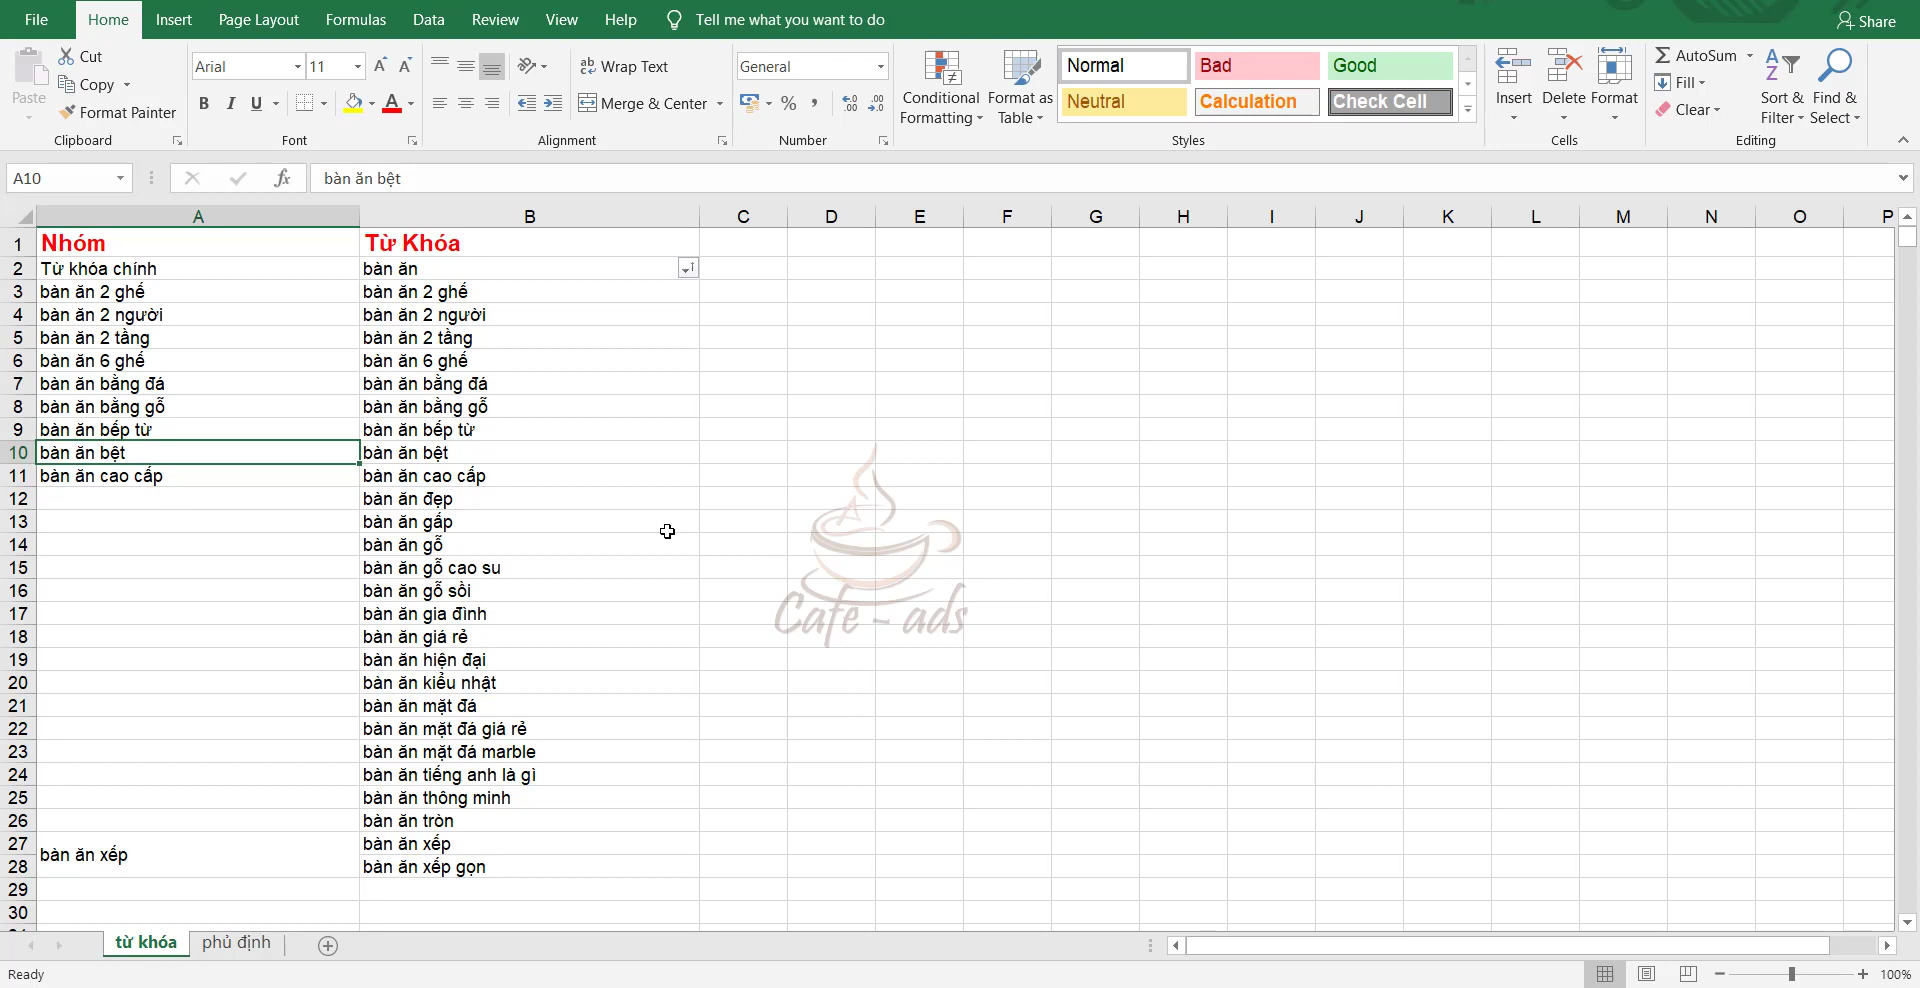 File Home Insert Page Layout Formulas Data Review View Help Tell me what you want to do Share
Paste Cut Copy Format Painter Clipboard
Arial 11 B I U A Font
Wrap Text Merge & Center Alignment
General % Number
Conditional Formatting Format as Table Normal Bad Good Neutral Calculation Check Cell Styles
Insert Delete Format Cells
AutoSum Fill Clear Sort & Filter Find & Select Editing
A10 fx bàn ăn bệt
A B C D E F G H I J K L M N O P
1 Nhóm Từ Khóa
2 Từ khóa chính bàn ăn
3 bàn ăn 2 ghế bàn ăn 2 ghế
4 bàn ăn 2 người bàn ăn 2 người
5 bàn ăn 2 tầng bàn ăn 2 tầng
6 bàn ăn 6 ghế bàn ăn 6 ghế
7 bàn ăn bằng đá bàn ăn bằng đá
8 bàn ăn bằng gỗ bàn ăn bằng gỗ
9 bàn ăn bếp từ bàn ăn bếp từ
10 bàn ăn bệt bàn ăn bệt
11 bàn ăn cao cấp bàn ăn cao cấp
12 bàn ăn đẹp
13 bàn ăn gấp
14 bàn ăn gỗ
15 bàn ăn gỗ cao su
16 bàn ăn gỗ sồi
17 bàn ăn gia đình
18 bàn ăn giá rẻ
19 bàn ăn hiện đại
20 bàn ăn kiểu nhật
21 bàn ăn mặt đá
22 bàn ăn mặt đá giá rẻ
23 bàn ăn mặt đá marble
24 bàn ăn tiếng anh là gì
25 bàn ăn thông minh
26 bàn ăn tròn
27 bàn ăn xếp
bàn ăn xếp
28 bàn ăn xếp gọn
29
30
Cafe - ads
từ khóa phủ định
Ready 100%